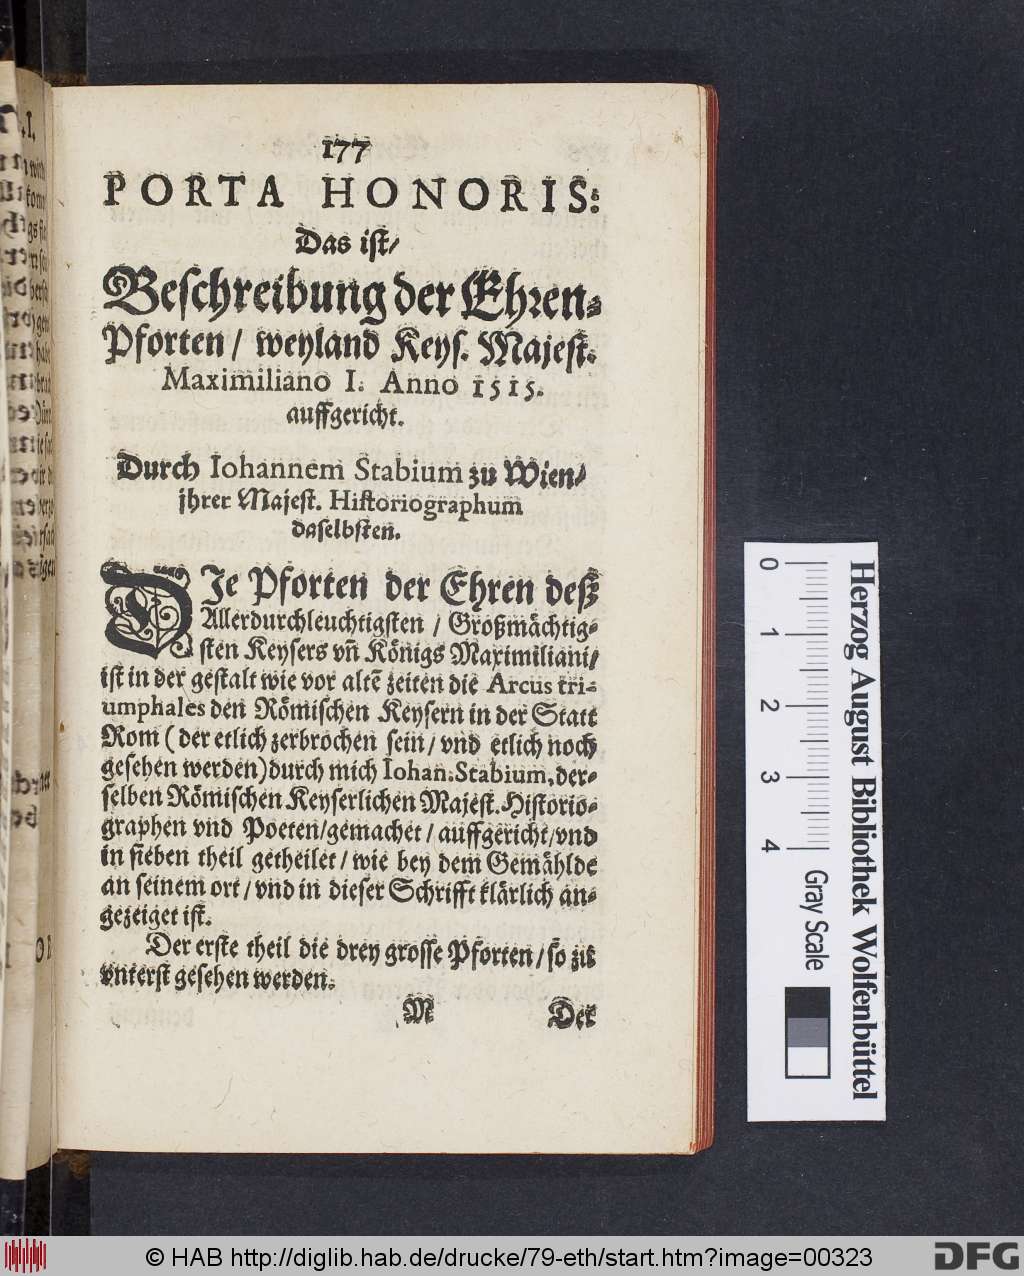 177
PORTA HONORIS:
Das ist/
Beschreibung der Ehren-
Pforten / weyland Keys. Majest.
Maximiliano I. Anno 1515.
auffgericht.
Durch Iohannem Stabium zu Wien/
jhrer Majest. Historiographum
daselbsten.
DIe Pforten der Ehren deß
Allerdurchleuchtigsten / Großmächtig-
sten Keysers vñ Königs Maximiliani/
ist in der gestalt wie vor altē zeiten die Arcus tri-
umphales den Römischen Keysern in der Statt
Rom ( der etlich zerbrochen sein / vnd etlich noch
gesehen werden) durch mich Iohan. Stabium, der-
selben Römischen Keyserlichen Majest. Historio-
graphen vnd Poeten/gemachet / auffgericht/vnd
in sieben theil getheilet / wie bey dem Gemählde
an seinem ort / vnd in dieser Schrifft klärlich an-
gezeiget ist.
Der erste theil die drey grosse Pforten / so zu
vnterst gesehen werden.
M Der
0 1 2 3 4
Gray Scale
Herzog August Bibliothek Wolfenbüttel
© HAB http://diglib.hab.de/drucke/79-eth/start.htm?image=00323
DFG